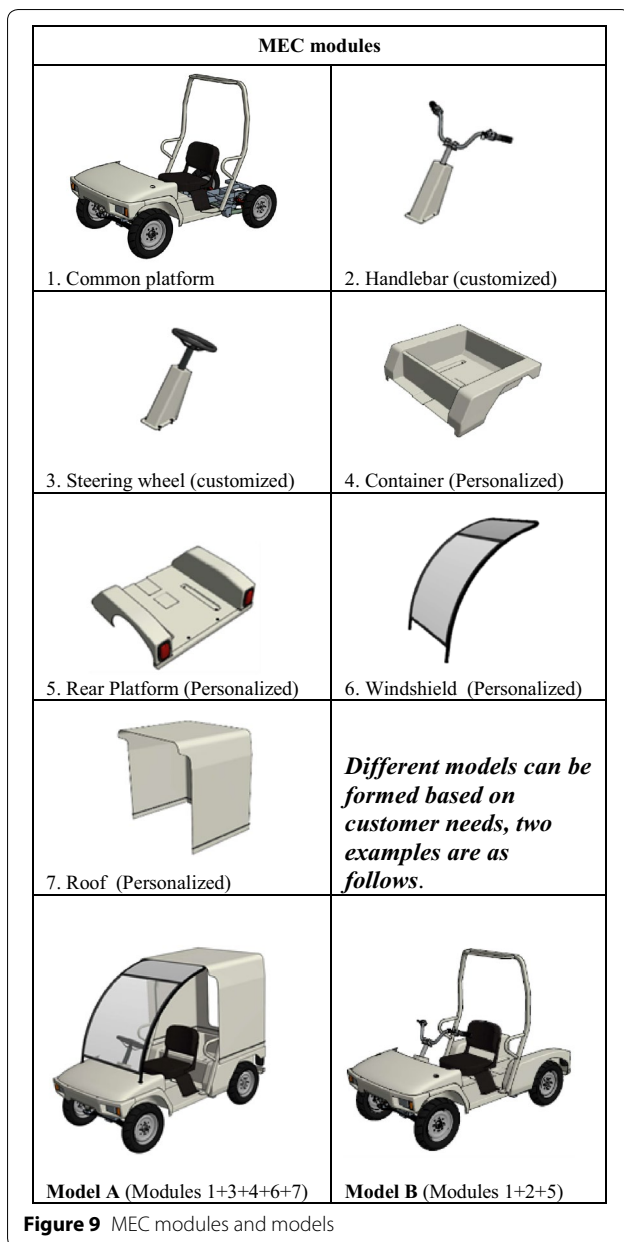 MEC modules
1. Common platform
2. Handlebar (customized)
3. Steering wheel (customized)
4. Container (Personalized)
5. Rear Platform (Personalized)
6. Windshield (Personalized)
7. Roof (Personalized)
Different models can be
formed based on
customer needs, two
examples are as
follows.
Model A (Modules 1+3+4+6+7)
Model B (Modules 1+2+5)
Figure 9 MEC modules and models